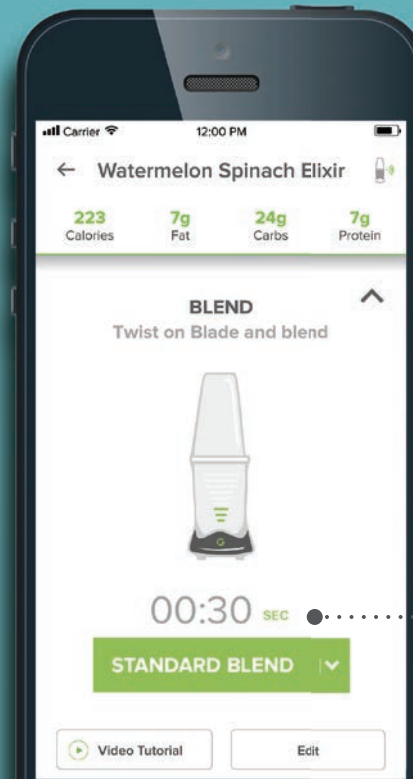 Carrier 12:00 PM
← Watermelon Spinach Elixir
223 7g 24g 7g
Calories Fat Carbs Protein
BLEND
Twist on Blade and blend
G
00:30 SEC
STANDARD BLEND
Video Tutorial Edit